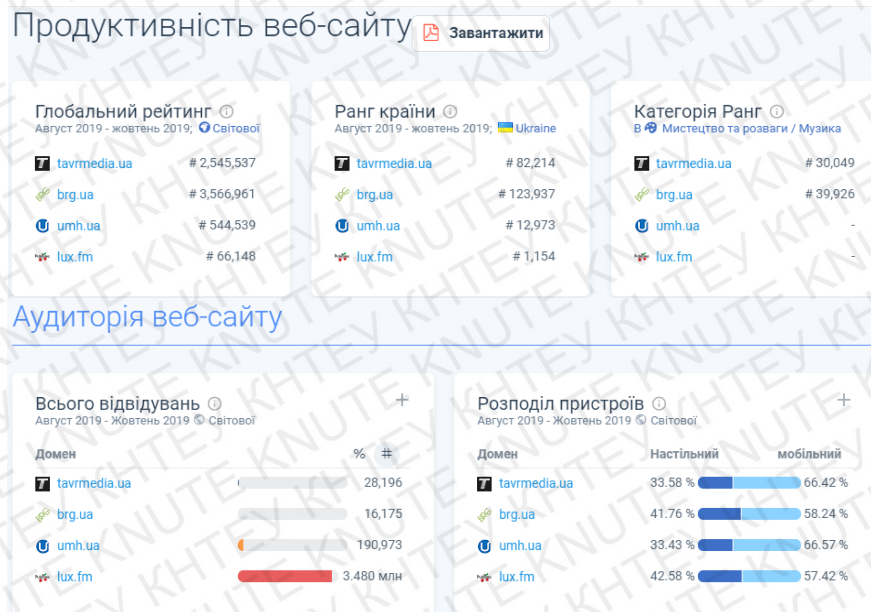 Продуктивність веб-сайту
Завантажити
Глобальний рейтинг
Август 2019 - жовтень 2019; Світової
tavrmedia.ua # 2,545,537
brg.ua # 3,566,961
umh.ua # 544,539
lux.fm # 66,148
Ранг країни
Август 2019 - жовтень 2019; Ukraine
tavrmedia.ua # 82,214
brg.ua # 123,937
umh.ua # 12,973
lux.fm # 1,154
Категорія Ранг
В Мистецтво та розваги / Музика
tavrmedia.ua # 30,049
brg.ua # 39,926
umh.ua -
lux.fm -
Аудиторія веб-сайту
Всього відвідувань
Август 2019 - Жовтень 2019 Світової
Домен % #
tavrmedia.ua 28,196
brg.ua 16,175
umh.ua 190,973
lux.fm 3.480 млн
Розподіл пристроїв
Август 2019 - Жовтень 2019 Світової
Домен Настільний мобільний
tavrmedia.ua 33.58 % 66.42 %
brg.ua 41.76 % 58.24 %
umh.ua 33.43 % 66.57 %
lux.fm 42.58 % 57.42 %
KNUTE КНТЕУ